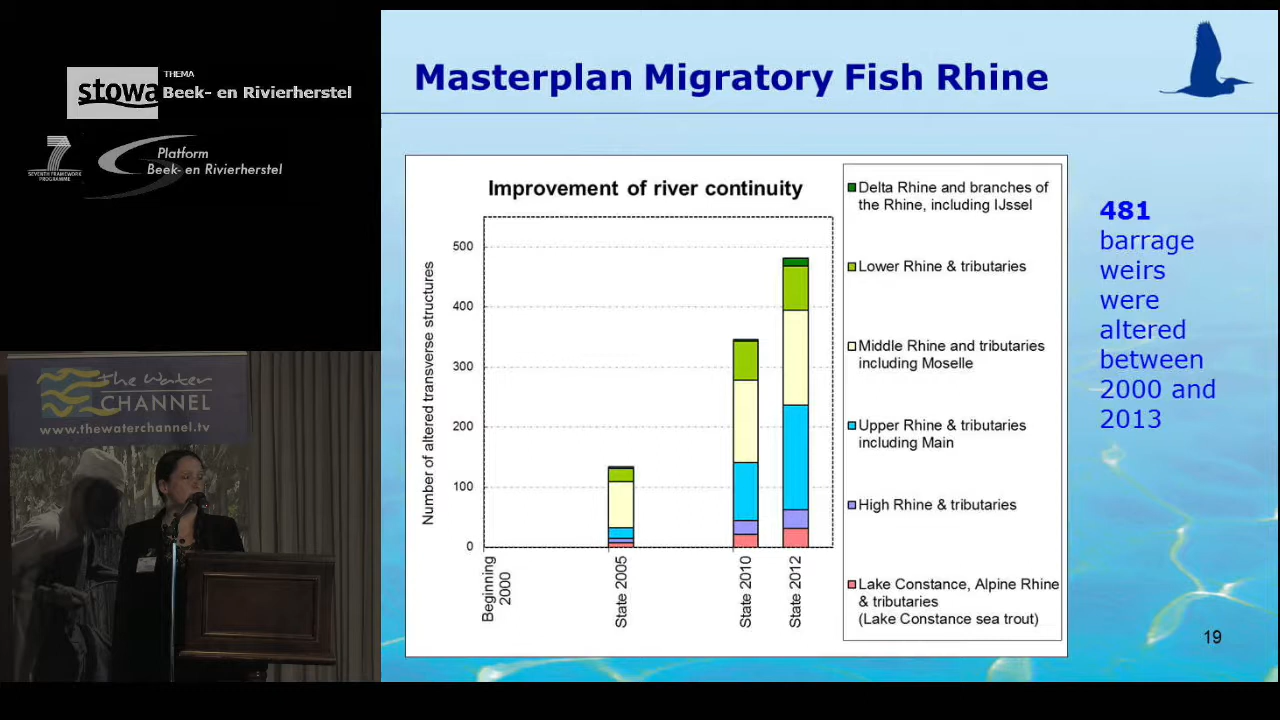 stowa
THEMA
Beek- en Rivierherstel
SEVENTH FRAMEWORK
PROGRAMME
Platform
Beek- en Rivierherstel
the Water
CHANNEL
www.thewaterchannel.tv
Masterplan Migratory Fish Rhine
Improvement of river continuity
Number of altered transverse structures
500
400
300
200
100
0
Beginning
2000
State 2005
State 2010
State 2012
Delta Rhine and branches of
the Rhine, including IJssel
Lower Rhine & tributaries
Middle Rhine and tributaries
including Moselle
Upper Rhine & tributaries
including Main
High Rhine & tributaries
Lake Constance, Alpine Rhine
& tributaries
(Lake Constance sea trout)
481
barrage
weirs
were
altered
between
2000 and
2013
19